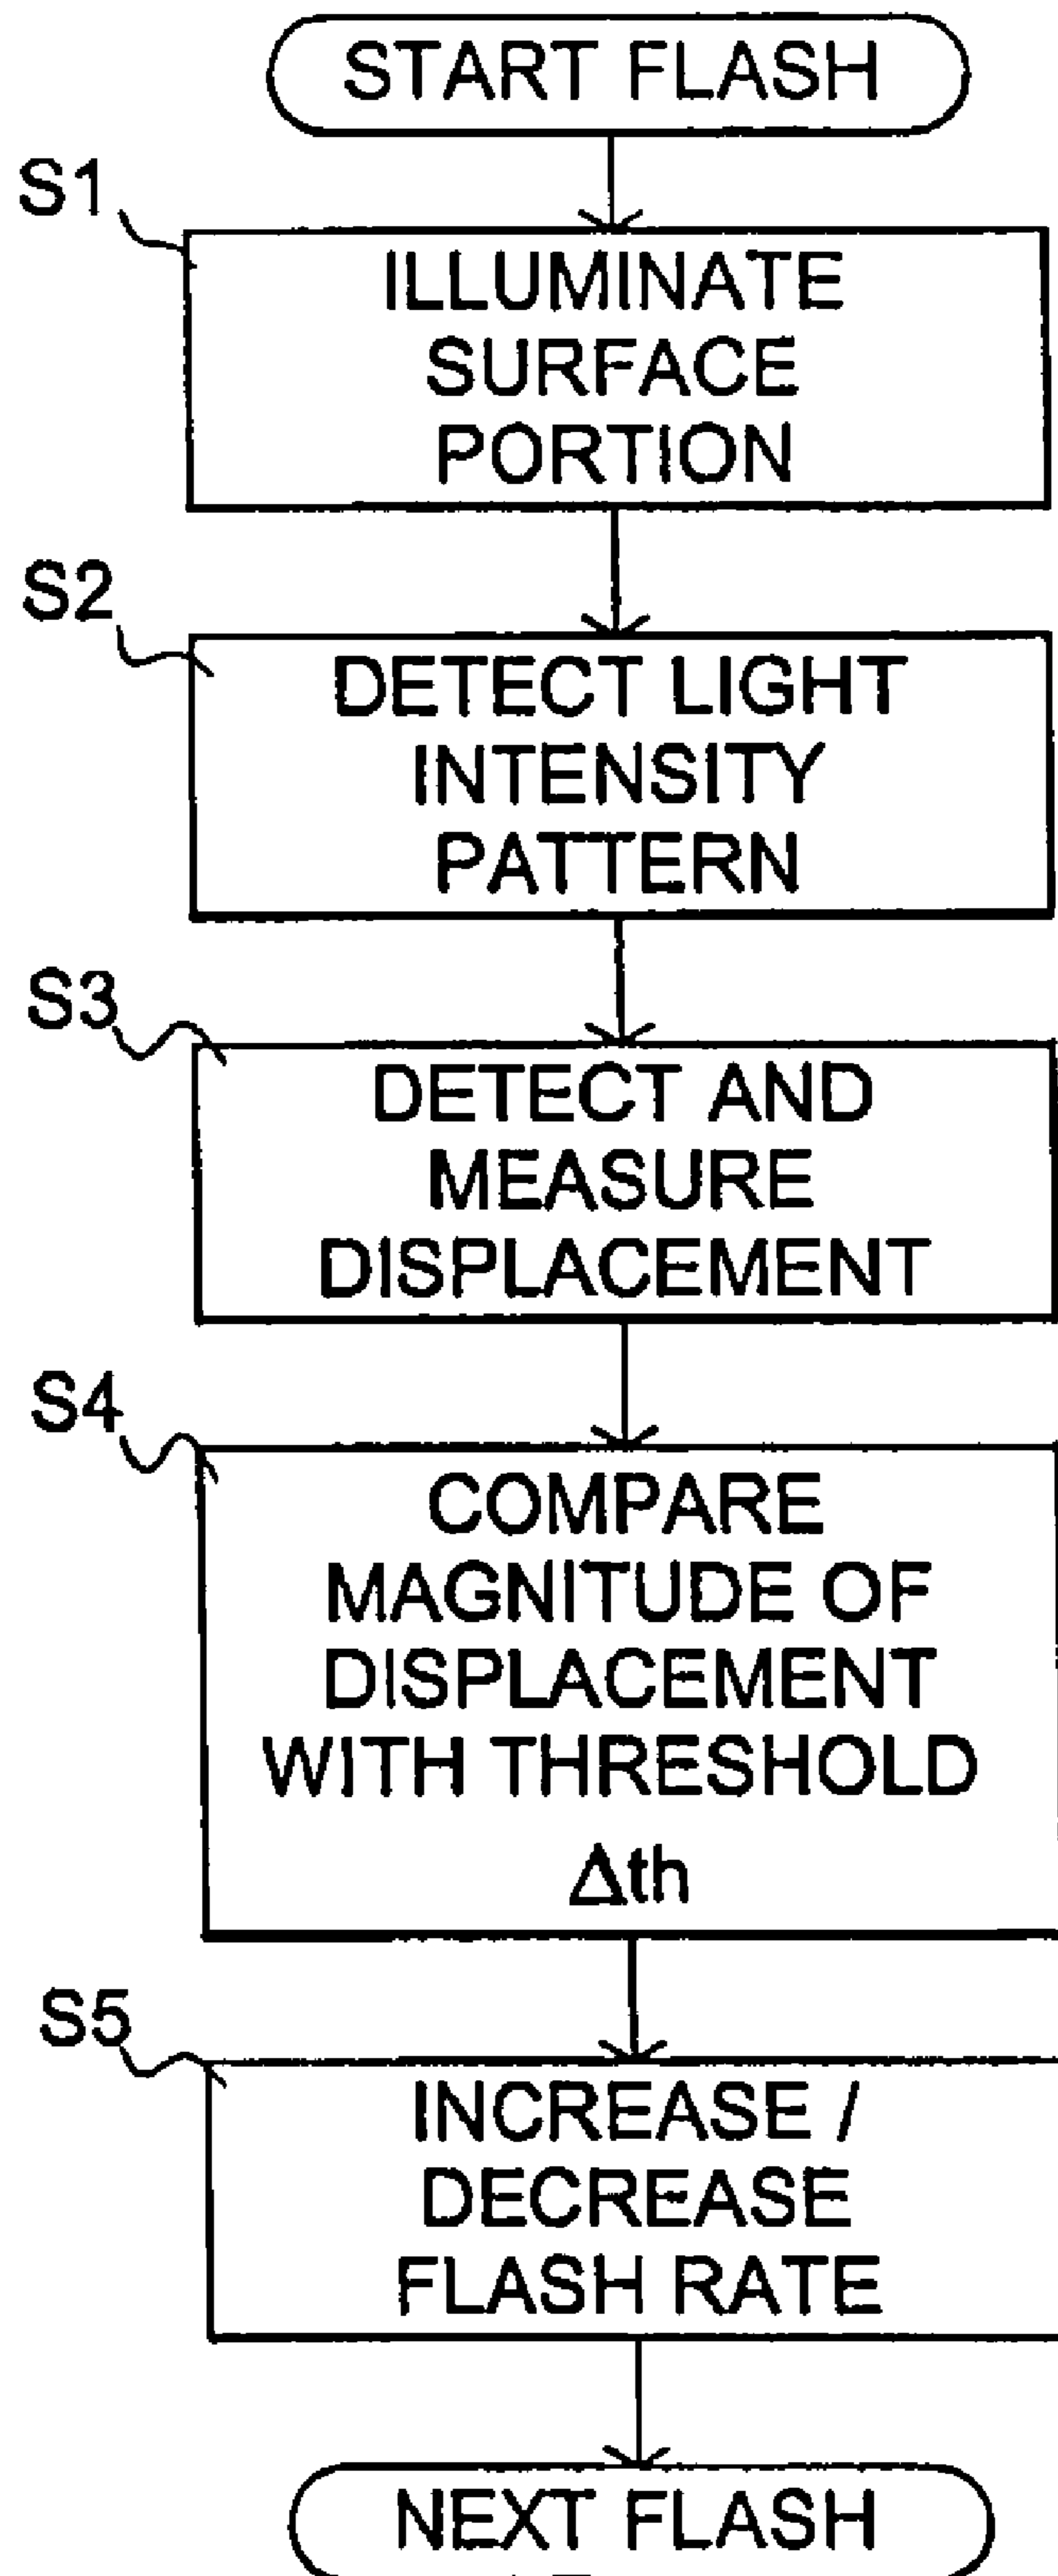 START FLASH
S1
ILLUMINATE
SURFACE
PORTION
S2
DETECT LIGHT
INTENSITY
PATTERN
S3
DETECT AND
MEASURE
DISPLACEMENT
S4
COMPARE
MAGNITUDE OF
DISPLACEMENT
WITH THRESHOLD
Δth
S5
INCREASE /
DECREASE
FLASH RATE
NEXT FLASH